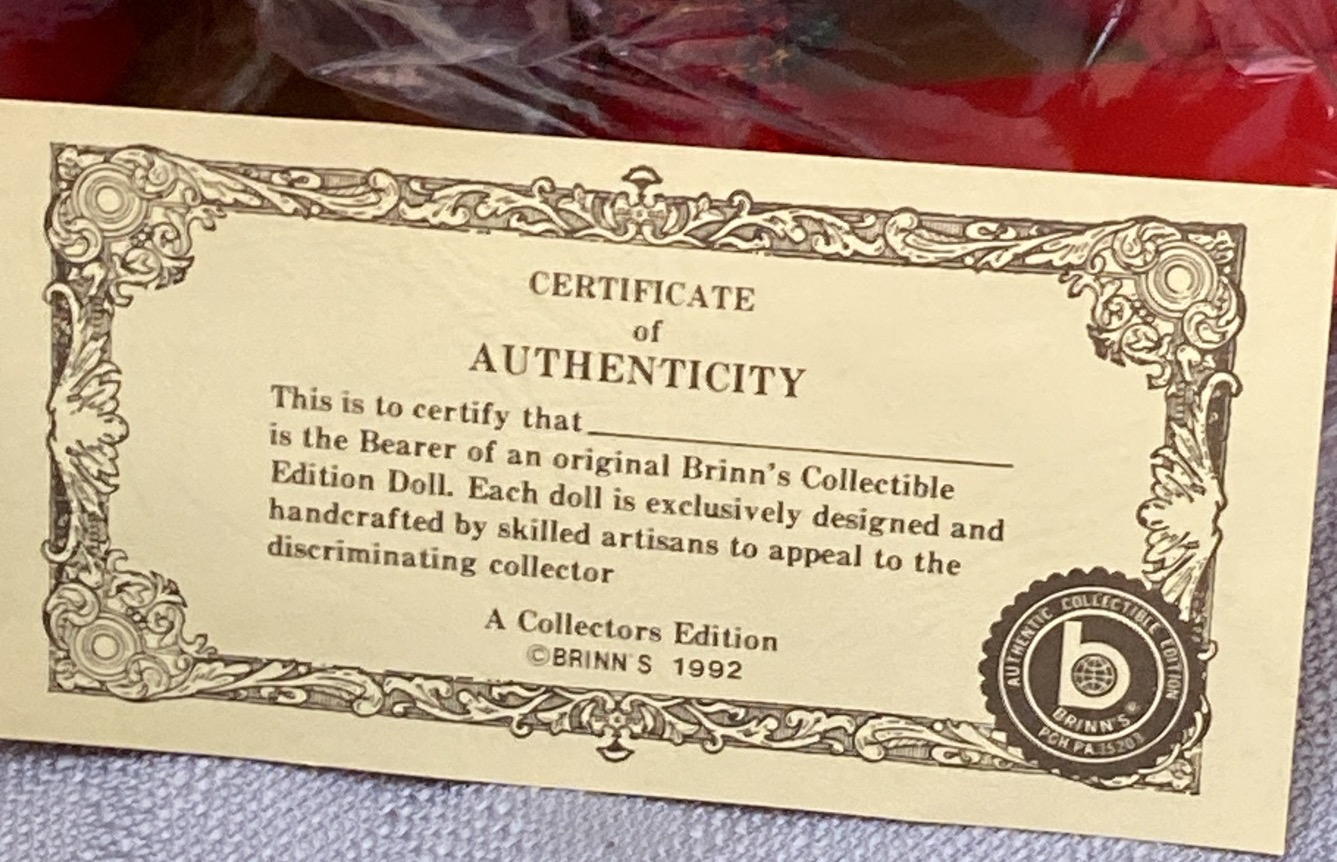 CERTIFICATE
of
AUTHENTICITY
This is to certify that
is the Bearer of an original Brinn's Collectible
Edition Doll. Each doll is exclusively designed and
handcrafted by skilled artisans to appeal to the
discriminating collector
A Collectors Edition
©BRINN'S 1992
AUTHENTIC COLLECTIBLE EDITION
b
BRINN'S®
PGH PA 15203